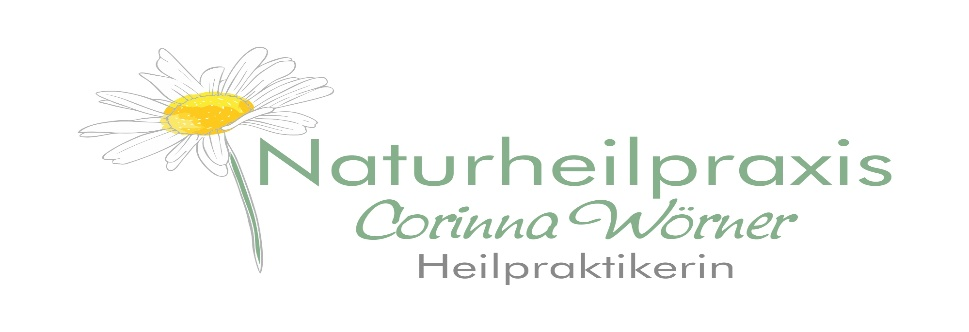 Naturheilpraxis
Corinna Wörner
Heilpraktikerin